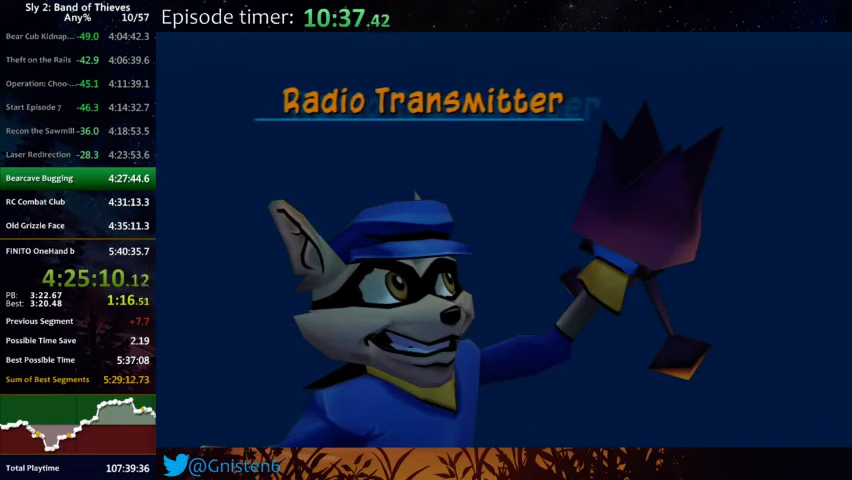 Sly 2: Band of Thieves
Any% 10/57
Episode timer: 10:37.42
Bear Cub Kidnap... -49.0 4:04:42.3
Theft on the Rails -42.9 4:06:39.6
Operation: Choo-... -45.1 4:11:39.1
Start Episode 7 -46.3 4:14:32.7
Recon the Sawmill -36.0 4:18:53.5
Laser Redirection -28.3 4:23:53.6
Bearcave Bugging 4:27:44.6
RC Combat Club 4:31:13.3
Old Grizzle Face 4:35:11.3
FINITO OneHand b 5:40:35.7
4:25:10.12
PB: 3:22.67
Best: 3:20.48
1:16.51
Previous Segment +7.7
Possible Time Save 2.19
Best Possible Time 5:37:08
Sum of Best Segments 5:29:12.73
Total Playtime 107:39:36
Radio Transmitter
@Gnisten6